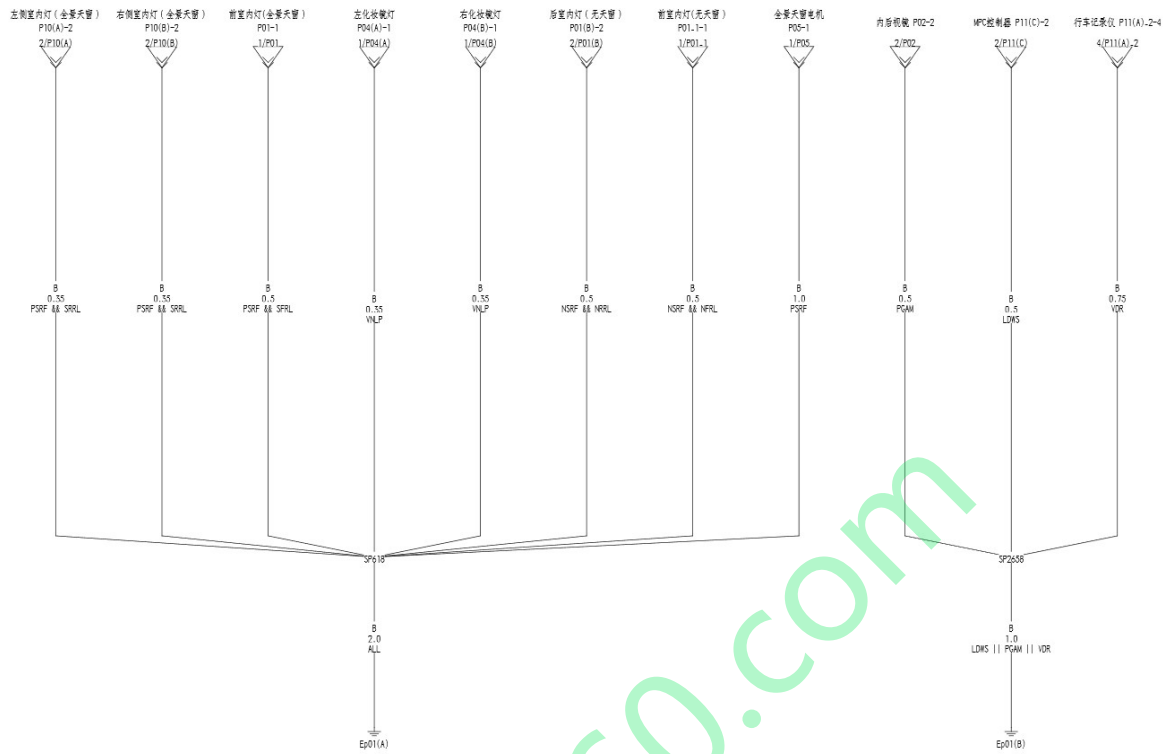 左侧室内灯(全景天窗)
P10(A)-2
2/P10(A)
右侧室内灯(全景天窗)
P10(B)-2
2/P10(B)
前室内灯(全景天窗)
P01-1
1/P01
左化妆镜灯
P04(A)-1
1/P04(A)
右化妆镜灯
P04(B)-1
1/P04(B)
后室内灯(无天窗)
P01(B)-2
2/P01(B)
前室内灯(无天窗)
P01_1-1
1/P01_1
全景天窗电机
P05-1
1/P05
内后视镜 P02-2
2/P02
MPC控制器 P11(C)-2
2/P11(C)
行车记录仪 P11(A)_2-4
4/P11(A)_2
B
0.35
PSRF && SRRL
B
0.35
PSRF && SRRL
B
0.5
PSRF && SFRL
B
0.35
VNLP
B
0.35
VNLP
B
0.5
NSRF && NRRL
B
0.5
NSRF && NFRL
B
1.0
PSRF
B
0.5
PGAM
B
0.5
LDWS
B
0.75
VDR
SP61B
SP265B
B
2.0
ALL
B
1.0
LDWS || PGAM || VDR
Ep01(A)
Ep01(B)
60.com